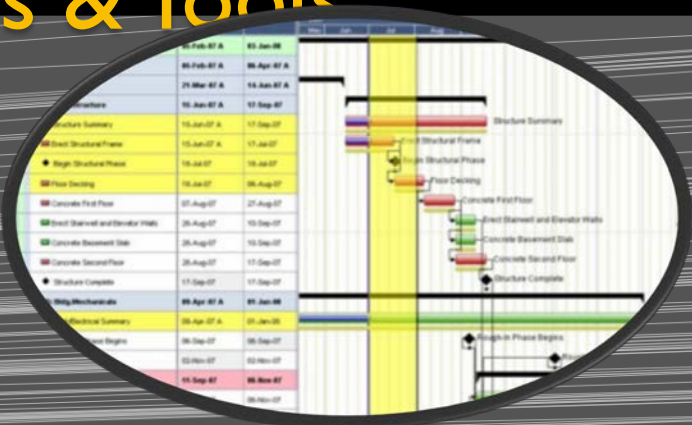 s & Tools
Jun Jul Aug
05-Feb-07 A 03-Jan-08
05-Feb-07 A 06-Apr-07 A
21-Mar-07 A 14-Jun-07 A
Structure 15-Jun-07 A 17-Sep-07
Structure Summary 15-Jun-07 A 17-Sep-07 Structure Summary
Erect Structural Frame 15-Jun-07 A 17-Jul-07 Erect Structural Frame
Begin Structural Phase 18-Jul-07 18-Jul-07 Begin Structural Phase
Floor Decking 18-Jul-07 06-Aug-07 Floor Decking
Concrete First Floor 07-Aug-07 27-Aug-07 Concrete First Floor
Erect Stairwell and Elevator Walls 28-Aug-07 10-Sep-07 Erect Stairwell and Elevator Walls
Concrete Basement Slab 28-Aug-07 10-Sep-07 Concrete Basement Slab
Concrete Second Floor 28-Aug-07 17-Sep-07 Concrete Second Floor
Structure Complete 17-Sep-07 17-Sep-07 Structure Complete
Bldg.Mechanicals 09-Apr-07 A 01-Jan-08
Electrical Summary 09-Apr-07 A 01-Jan-08
Phase Begins 06-Sep-07 06-Sep-07 Rough-in Phase Begins
02-Nov-07 02-Nov-07
11-Sep-07 06-Nov-07
06-Nov-07